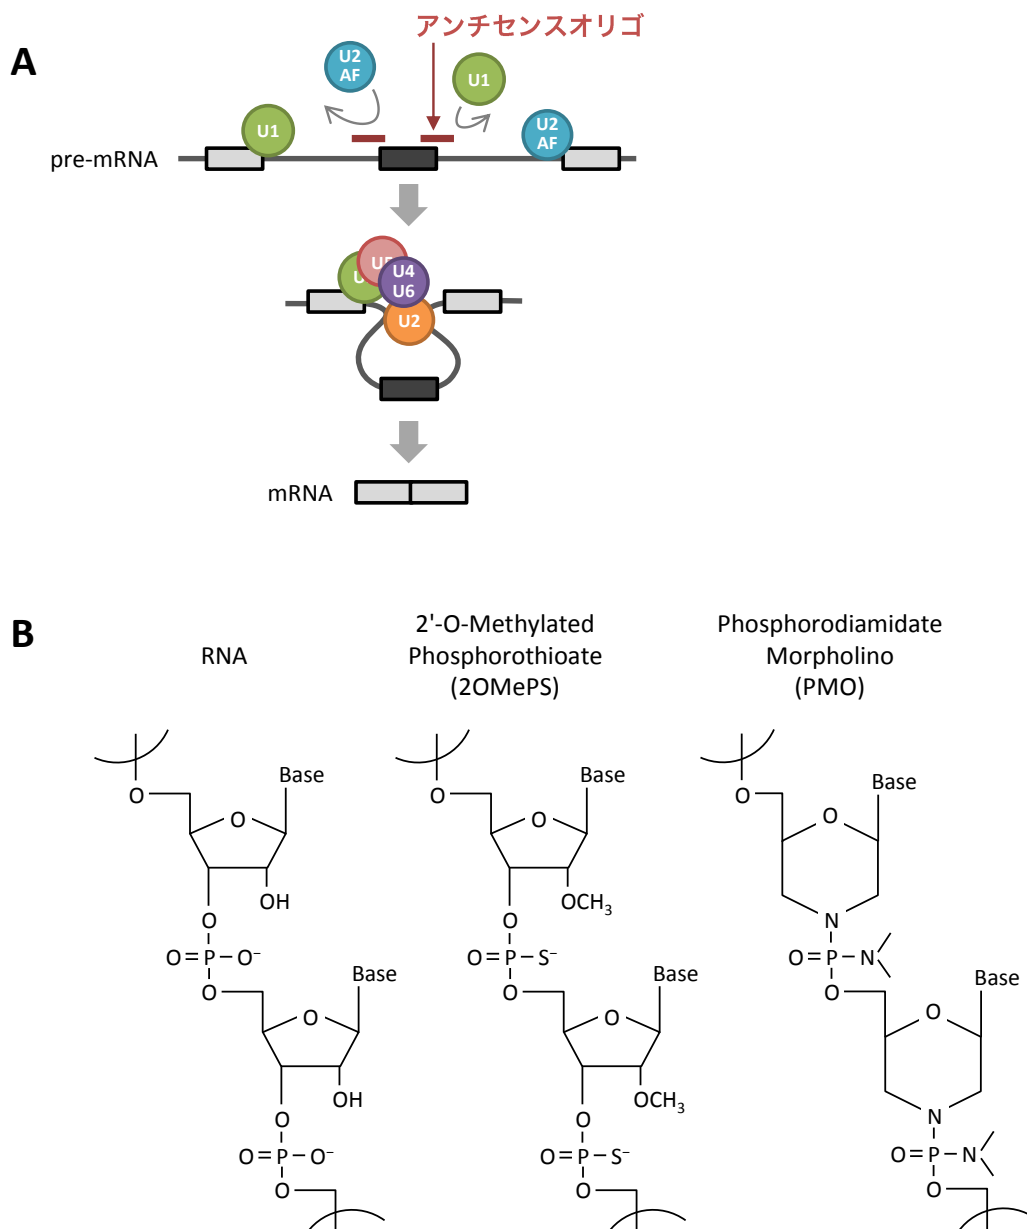 アンチセンスオリゴ
A
U2
AF
U1
U1
U2
AF
pre-mRNA
U4
U6
U2
mRNA
B
RNA
2'-O-Methylated
Phosphorothioate
(2OMePS)
Phosphorodiamidate
Morpholino
(PMO)
Base
O
O
OH
O
O=P–O⁻
O
Base
O
OH
O
O=P–O⁻
O
Base
O
O
OCH₃
O
O=P–S⁻
O
Base
O
OCH₃
O
O=P–S⁻
O
Base
O
O
N
O=P–N
O
Base
O
N
O=P–N
O